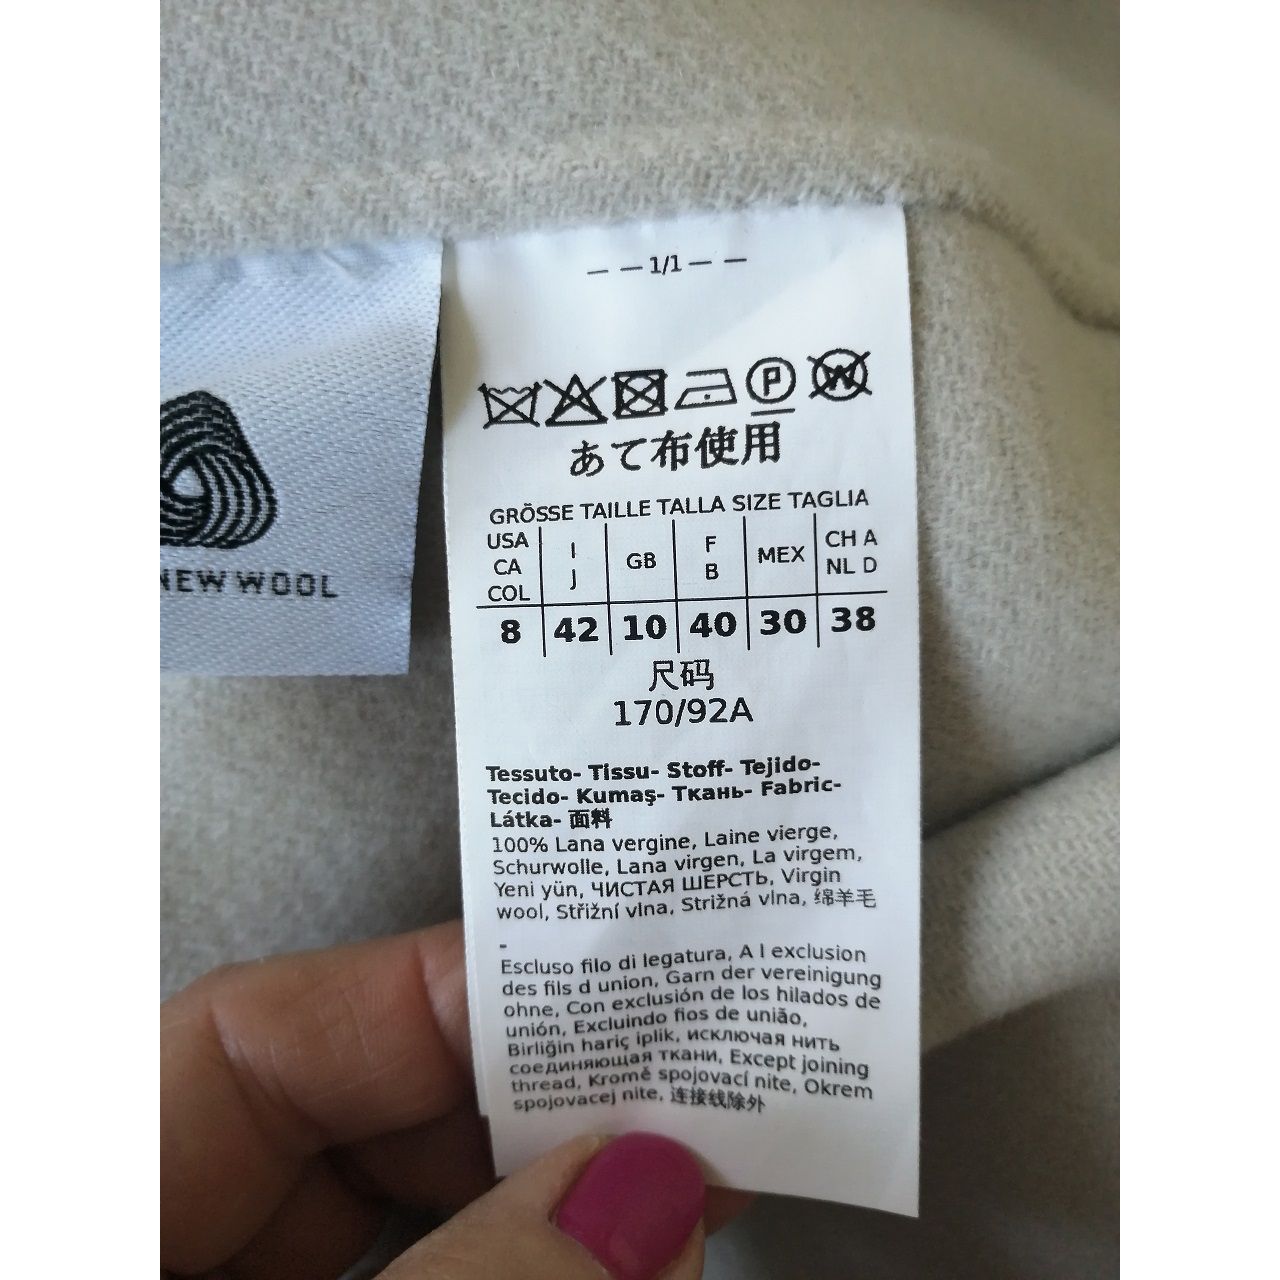 NEW WOOL
— — 1/1 — —
P W
あて布使用
GRÖSSE TAILLE TALLA SIZE TAGLIA
USA CA COL I J GB F B MEX CH A NL D
8 42 10 40 30 38
尺码
170/92A
Tessuto- Tissu- Stoff- Tejido-
Tecido- Kumaş- Ткань- Fabric-
Látka- 面料
100% Lana vergine, Laine vierge,
Schurwolle, Lana virgen, La virgem,
Yeni yün, ЧИСТАЯ ШЕРСТЬ, Virgin
wool, Střižní vlna, Strižná vlna, 绵羊毛
-
Escluso filo di legatura, A l exclusion
des fils d union, Garn der vereinigung
ohne, Con exclusión de los hilados de
unión, Excluindo fios de união,
Birliğin hariç iplik, исключая нить
соединяющая ткани, Except joining
thread, Kromě spojovací nite, Okrem
spojovacej nite, 连接线除外